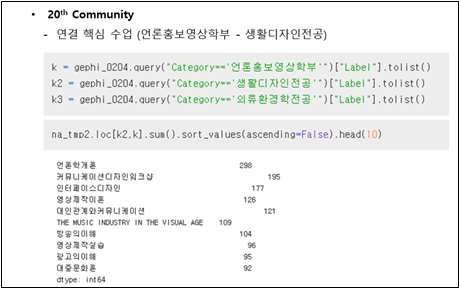 • 20th Community
- 연결 핵심 수업 (언론홍보영상학부 - 생활디자인전공)
k = gephi_0204.query("Category=='언론홍보영상학부'")["Label"].tolist()
k2 = gephi_0204.query("Category=='생활디자인전공'")["Label"].tolist()
k3 = gephi_0204.query("Category=='의류환경학전공'")["Label"].tolist()
na_tmp2.loc[k2,k].sum().sort_values(ascending=False).head(10)
언론학개론 298
커뮤니케이션디자인워크샵 195
인터페이스디자인 177
영상제작이론 126
대인관계와커뮤니케이션 121
THE MUSIC INDUSTRY IN THE VISUAL AGE 109
방송의이해 104
영상제작실습 96
광고의이해 95
대중문화론 92
dtype: int64